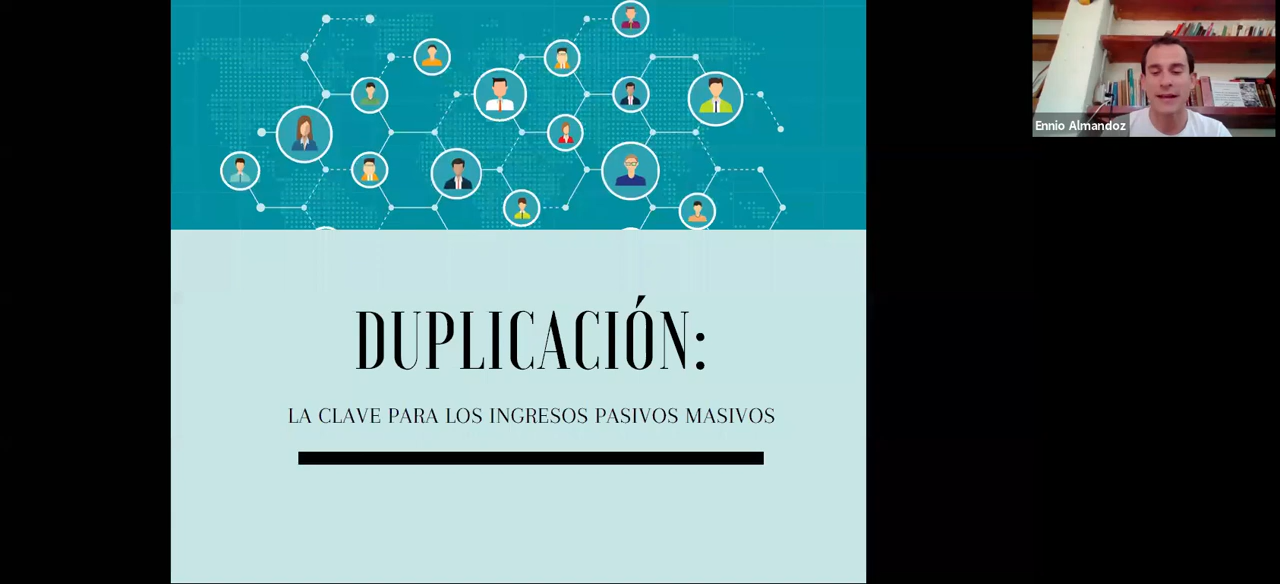 DUPLICACIÓN:
LA CLAVE PARA LOS INGRESOS PASIVOS MASIVOS
Ennio Almandoz